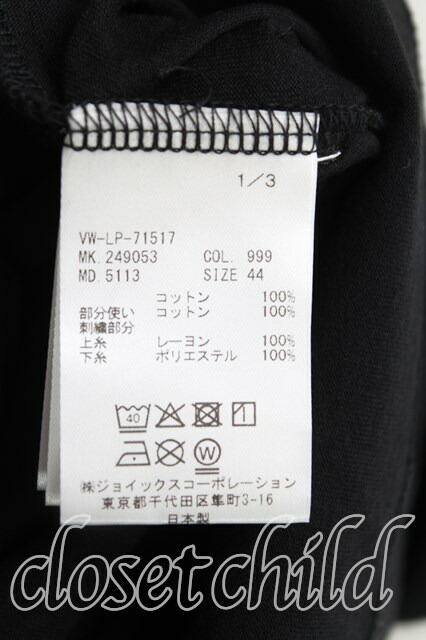 1/3
VW-LP-71517
MK. 249053 COL. 999
MD. 5113 SIZE 44
コットン 100%
部分使い コットン 100%
刺繍部分
上糸 レーヨン 100%
下糸 ポリエステル 100%
40
W
㈱ジョイックスコーポレーション
東京都千代田区隼町3-16
日本製
closetchild